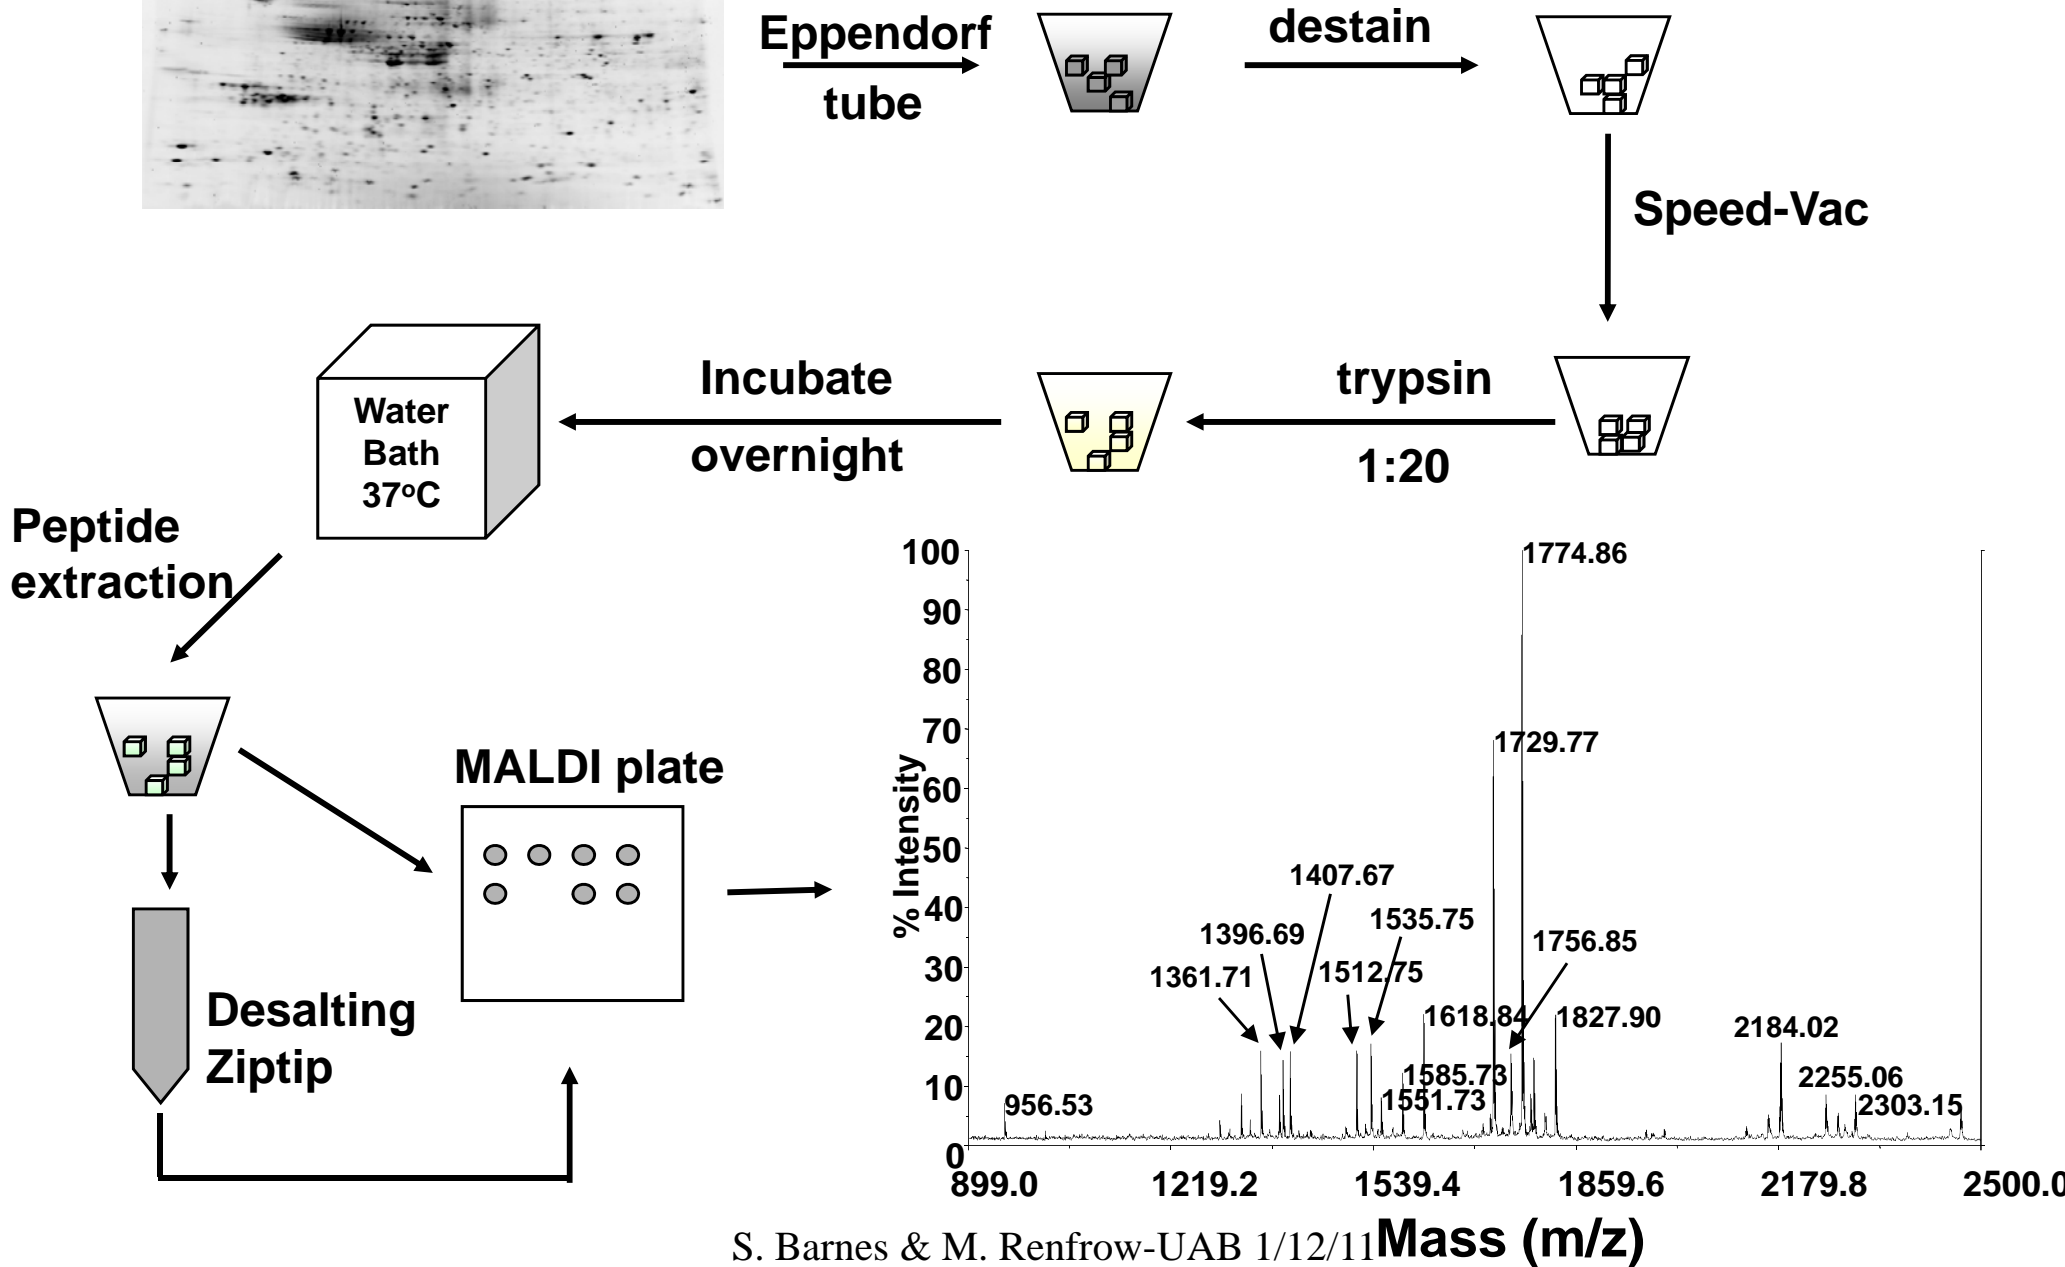 Eppendorf
tube
destain
Speed-Vac
trypsin
1:20
Incubate
overnight
Water
Bath
37ºC
Peptide
extraction
MALDI plate
Desalting
Ziptip
% Intensity
100
90
80
70
60
50
40
30
20
10
0
1774.86
1729.77
1407.67
1535.75
1396.69
1756.85
1361.71
1512.75
1618.84
1827.90
2184.02
1585.73
2255.06
1551.73
956.53
2303.15
899.0
1219.2
1539.4
1859.6
2179.8
2500.0
Mass (m/z)
S. Barnes & M. Renfrow-UAB 1/12/11